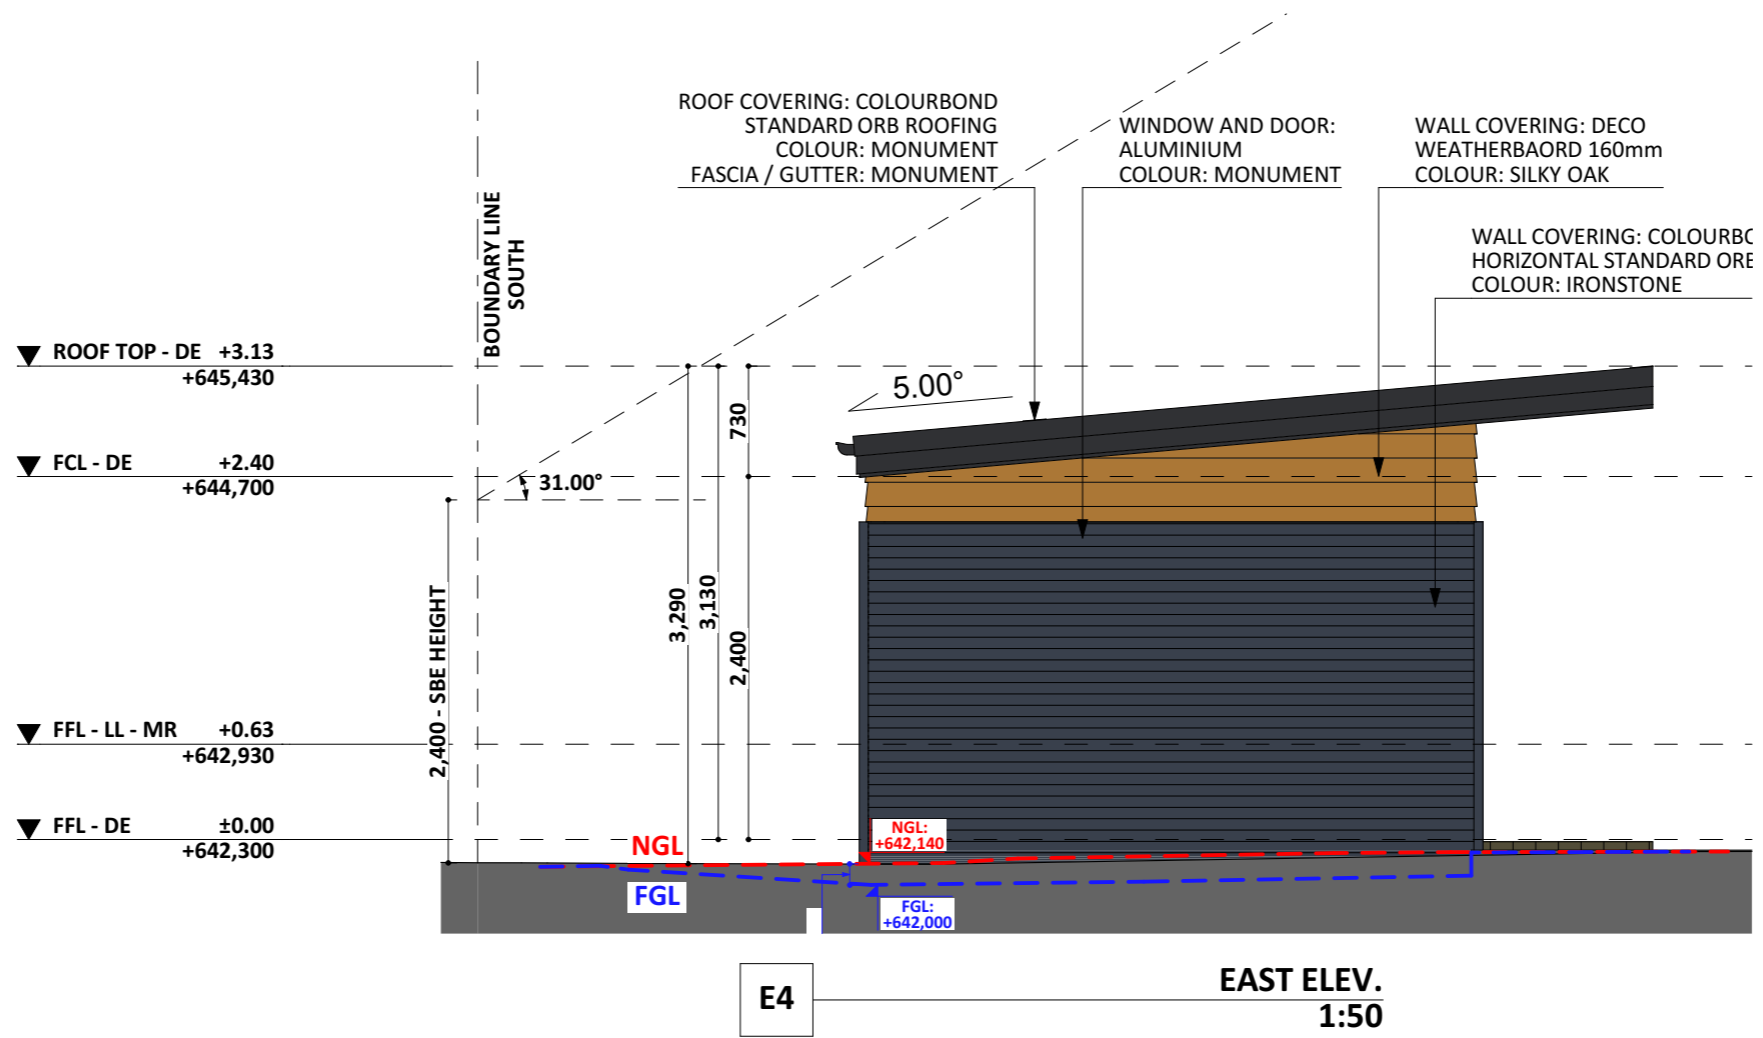 ROOF COVERING: COLOURBOND
STANDARD ORB ROOFING
COLOUR: MONUMENT
FASCIA / GUTTER: MONUMENT
WINDOW AND DOOR:
ALUMINIUM
COLOUR: MONUMENT
WALL COVERING: DECO
WEATHERBAORD 160mm
COLOUR: SILKY OAK
WALL COVERING: COLOURBO
HORIZONTAL STANDARD ORB
COLOUR: IRONSTONE
BOUNDARY LINE
SOUTH
ROOF TOP - DE +3.13
+645,430
FCL - DE +2.40
+644,700
FFL - LL - MR +0.63
+642,930
FFL - DE ±0.00
+642,300
31.00°
5.00°
2,400 - SBE HEIGHT
3,290
3,130
730
2,400
NGL
FGL
NGL:
+642,140
FGL:
+642,000
E4
EAST ELEV.
1:50